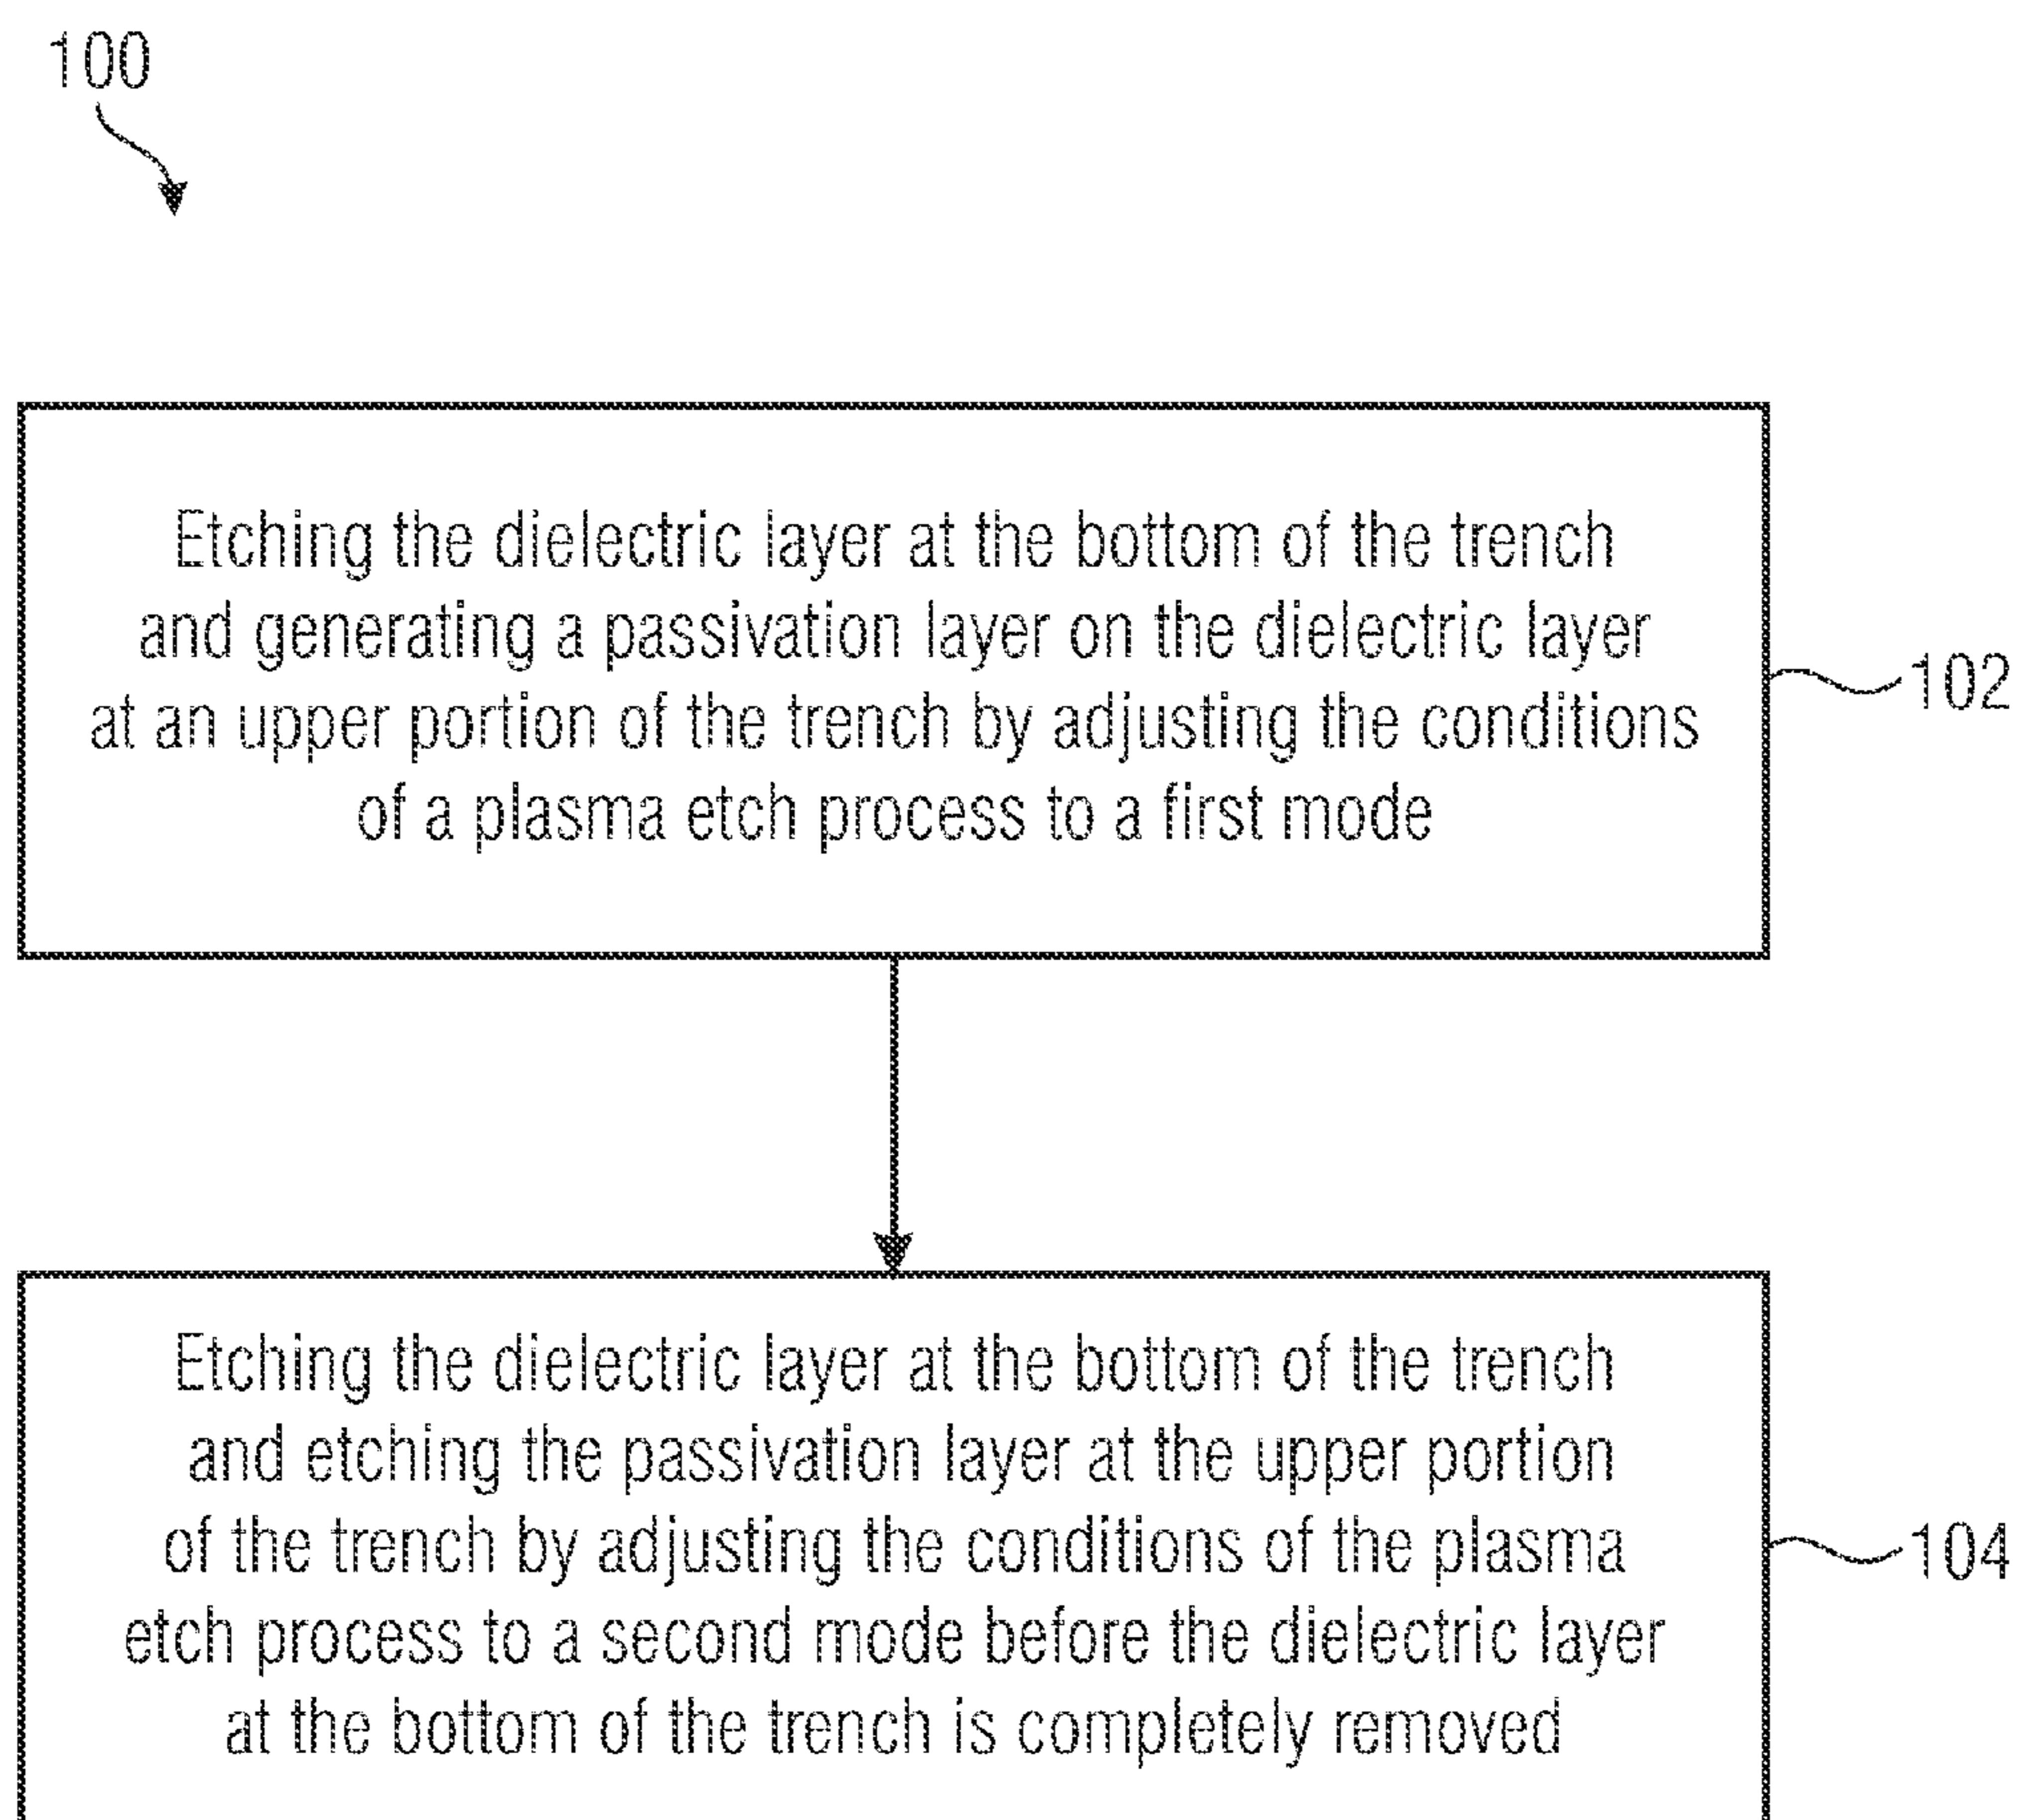 100
Etching the dielectric layer at the bottom of the trench
and generating a passivation layer on the dielectric layer
at an upper portion of the trench by adjusting the conditions
of a plasma etch process to a first mode
102
Etching the dielectric layer at the bottom of the trench
and etching the passivation layer at the upper portion
of the trench by adjusting the conditions of the plasma
etch process to a second mode before the dielectric layer
at the bottom of the trench is completely removed
104